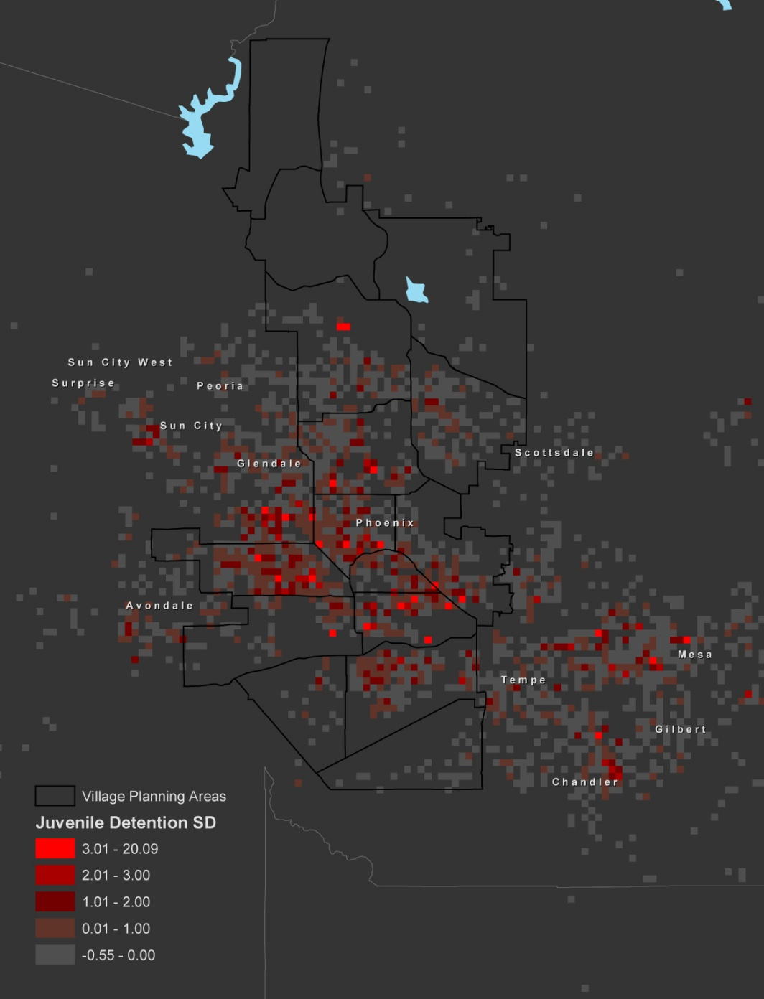 Sun City West
Surprise
Peoria
Sun City
Scottsdale
Glendale
Phoenix
Avondale
Mesa
Tempe
Gilbert
Chandler
Village Planning Areas
Juvenile Detention SD
3.01 - 20.09
2.01 - 3.00
1.01 - 2.00
0.01 - 1.00
-0.55 - 0.00